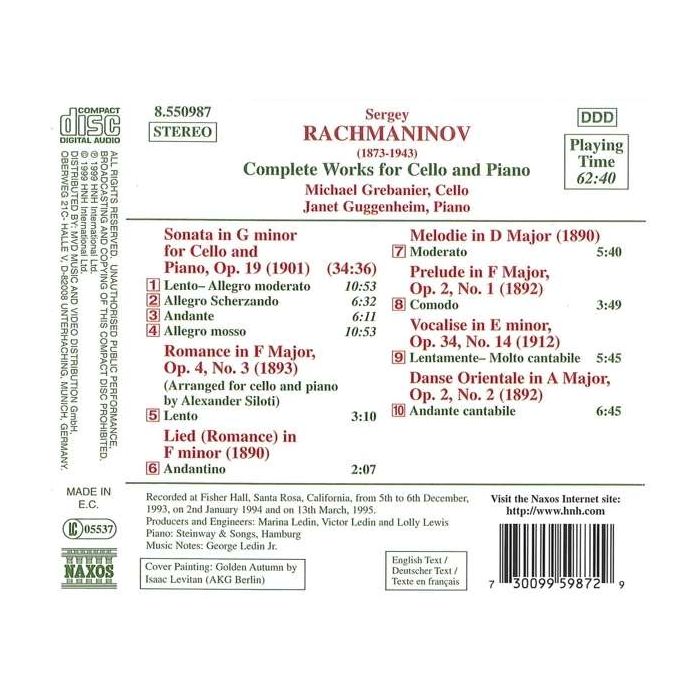 COMPACT
disc
DIGITAL AUDIO
ALL RIGHTS RESERVED. UNAUTHORISED PUBLIC PERFORMANCE,
BROADCASTING AND COPYING OF THIS COMPACT DISC PROHIBITED.
℗ 1999 HNH International Ltd.
© 1999 HNH International Ltd.
DISTRIBUTED BY: MVD MUSIC AND VIDEO DISTRIBUTION GmbH,
OBERWEG 21C- HALLE V, D-82008 UNTERHACHING, MUNICH, GERMANY.
MADE IN
E.C.
LC 05537
NAXOS
8.550987
STEREO
Sergey
RACHMANINOV
(1873-1943)
Complete Works for Cello and Piano
Michael Grebanier, Cello
Janet Guggenheim, Piano
DDD
Playing
Time
62:40
Sonata in G minor
for Cello and
Piano, Op. 19 (1901) (34:36)
1 Lento– Allegro moderato 10:53
2 Allegro Scherzando 6:32
3 Andante 6:11
4 Allegro mosso 10:53
Romance in F Major,
Op. 4, No. 3 (1893)
(Arranged for cello and piano
by Alexander Siloti)
5 Lento 3:10
Lied (Romance) in
F minor (1890)
6 Andantino 2:07
Melodie in D Major (1890)
7 Moderato 5:40
Prelude in F Major,
Op. 2, No. 1 (1892)
8 Comodo 3:49
Vocalise in E minor,
Op. 34, No. 14 (1912)
9 Lentamente– Molto cantabile 5:45
Danse Orientale in A Major,
Op. 2, No. 2 (1892)
10 Andante cantabile 6:45
Recorded at Fisher Hall, Santa Rosa, California, from 5th to 6th December,
1993, on 2nd January 1994 and on 13th March, 1995.
Producers and Engineers: Marina Ledin, Victor Ledin and Lolly Lewis
Piano: Steinway & Songs, Hamburg
Music Notes: George Ledin Jr.
Cover Painting: Golden Autumn by
Isaac Levitan (AKG Berlin)
English Text /
Deutscher Text /
Texte en français
Visit the Naxos Internet site:
http://www.hnh.com
7 30099 59872 9